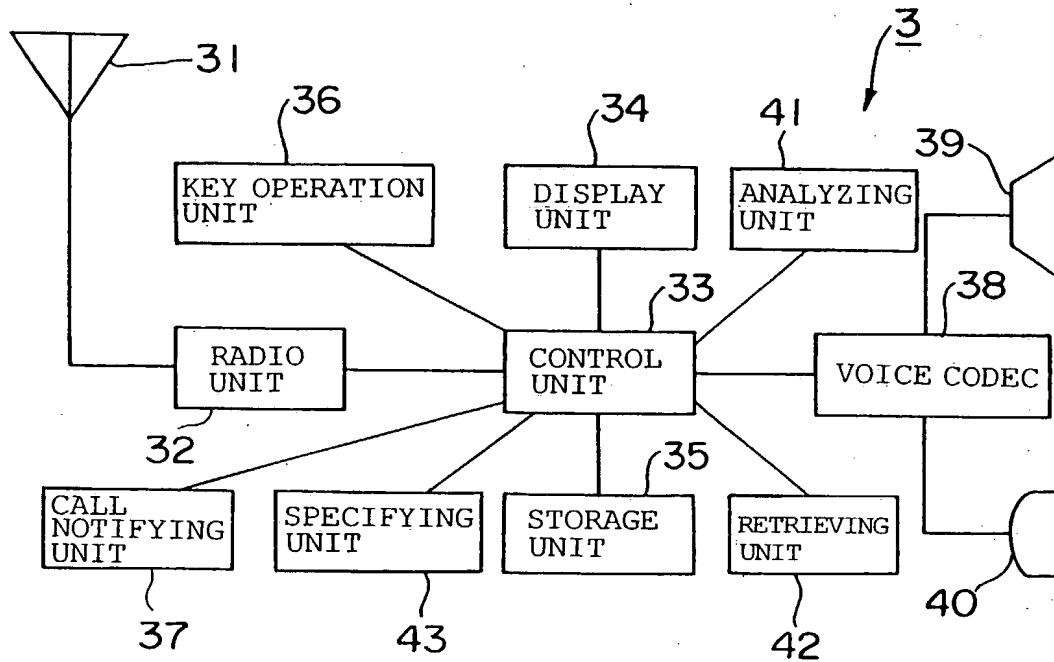 3
31
36
34
41
39
KEY OPERATION
UNIT
DISPLAY
UNIT
ANALYZING
UNIT
33
38
RADIO
UNIT
CONTROL
UNIT
VOICE CODEC
32
35
CALL
NOTIFYING
UNIT
SPECIFYING
UNIT
STORAGE
UNIT
RETRIEVING
UNIT
40
37
43
42